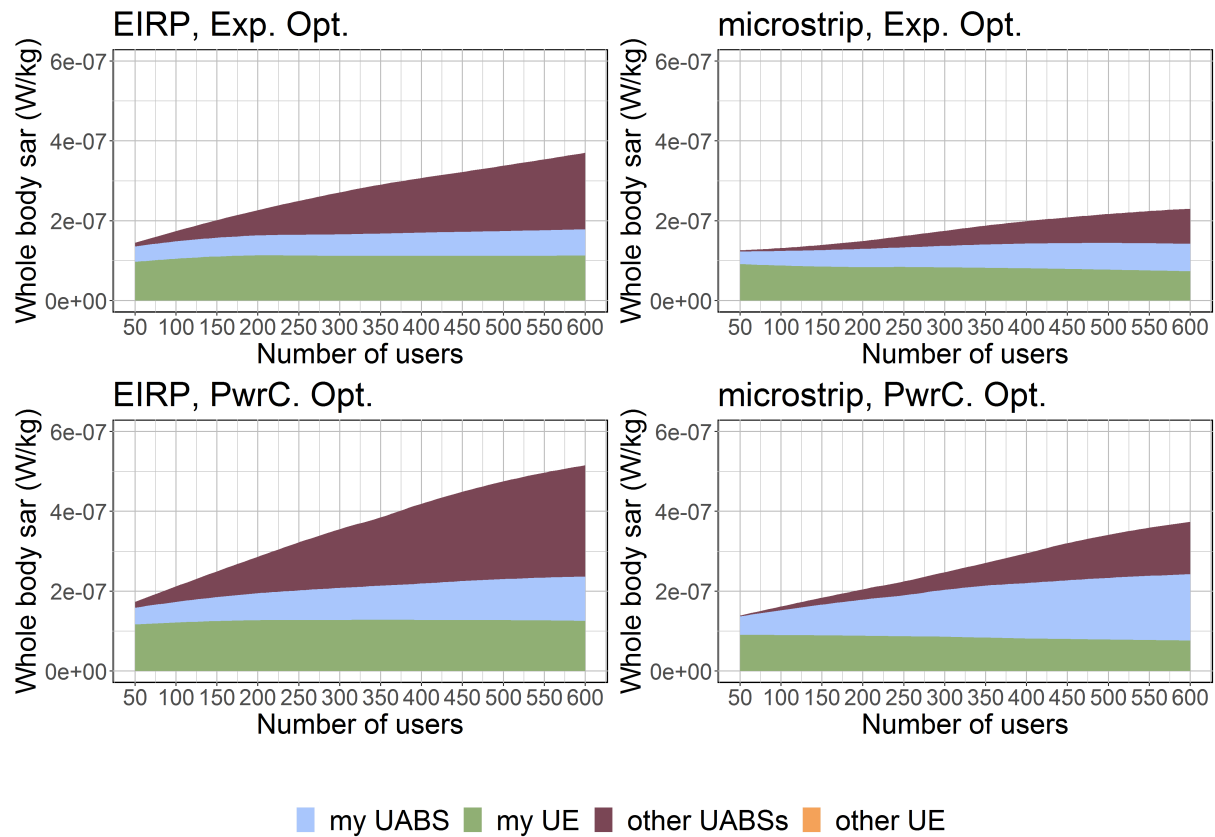 EIRP, Exp. Opt.
Whole body sar (W/kg)
6e-07
4e-07
2e-07
0e+00
50 100 150 200 250 300 350 400 450 500 550 600
Number of users
microstrip, Exp. Opt.
Whole body sar (W/kg)
6e-07
4e-07
2e-07
0e+00
50 100 150 200 250 300 350 400 450 500 550 600
Number of users
EIRP, PwrC. Opt.
Whole body sar (W/kg)
6e-07
4e-07
2e-07
0e+00
50 100 150 200 250 300 350 400 450 500 550 600
Number of users
microstrip, PwrC. Opt.
Whole body sar (W/kg)
6e-07
4e-07
2e-07
0e+00
50 100 150 200 250 300 350 400 450 500 550 600
Number of users
my UABS my UE other UABSs other UE